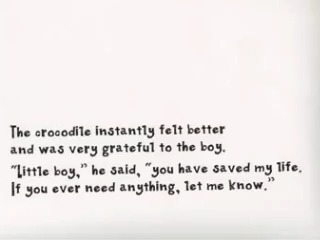 The crocodile instantly felt better
and was very grateful to the boy.
"Little boy," he said, "you have saved my life.
If you ever need anything, let me know."